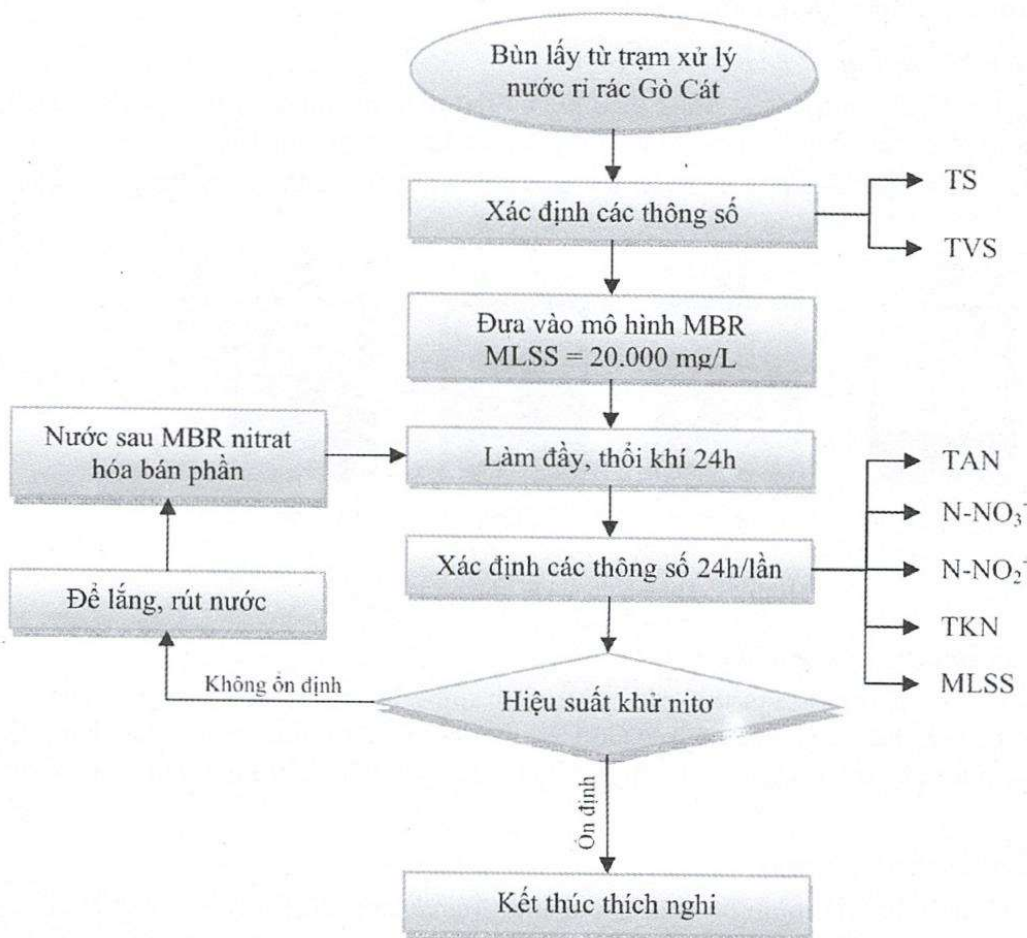 Bùn lấy từ trạm xử lý
nước rỉ rác Gò Cát
Xác định các thông số
TS
TVS
Đưa vào mô hình MBR
MLSS = 20.000 mg/L
Nước sau MBR nitrat
hóa bán phần
Làm đầy, thổi khí 24h
Xác định các thông số 24h/lần
TAN
N-NO₃⁻
N-NO₂⁻
TKN
MLSS
Để lắng, rút nước
Không ổn định
Hiệu suất khử nitơ
Ổn định
Kết thúc thích nghi